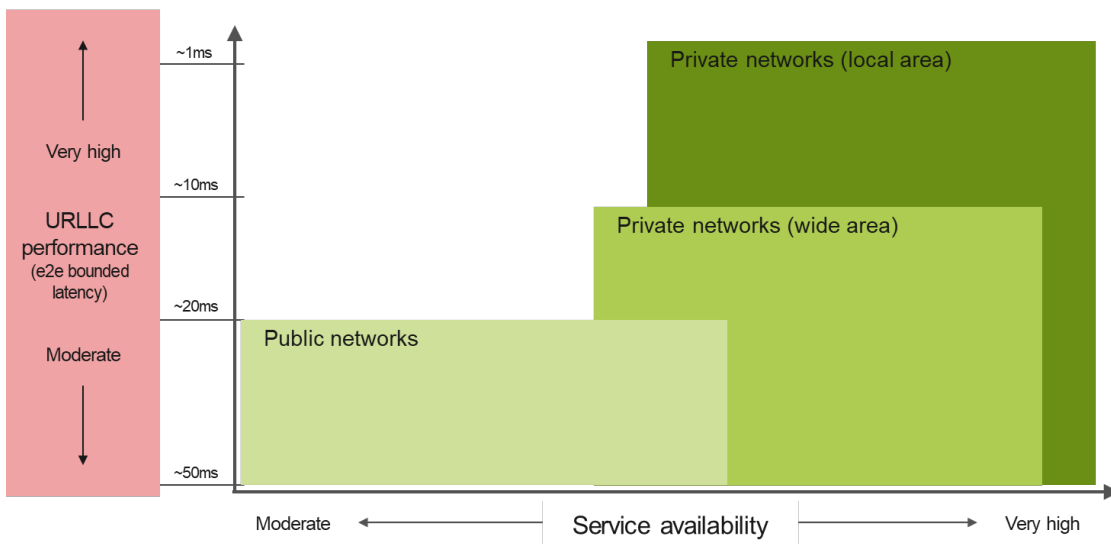 ~1ms
Private networks (local area)
Very high
~10ms
URLLC
performance
(e2e bounded
latency)
Private networks (wide area)
~20ms
Public networks
Moderate
~50ms
Moderate
Service availability
Very high